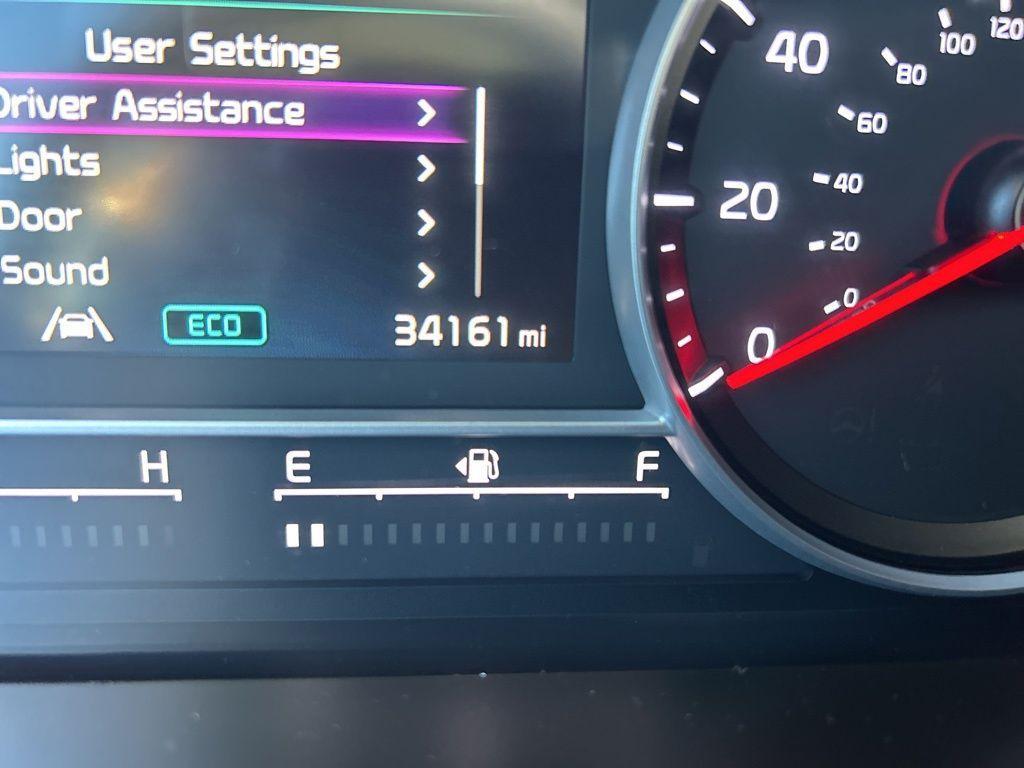 User Settings
Driver Assistance
Lights
Door
Sound
ECO
34161 mi
H
E
F
0
20
40
0
20
40
60
80
100
120